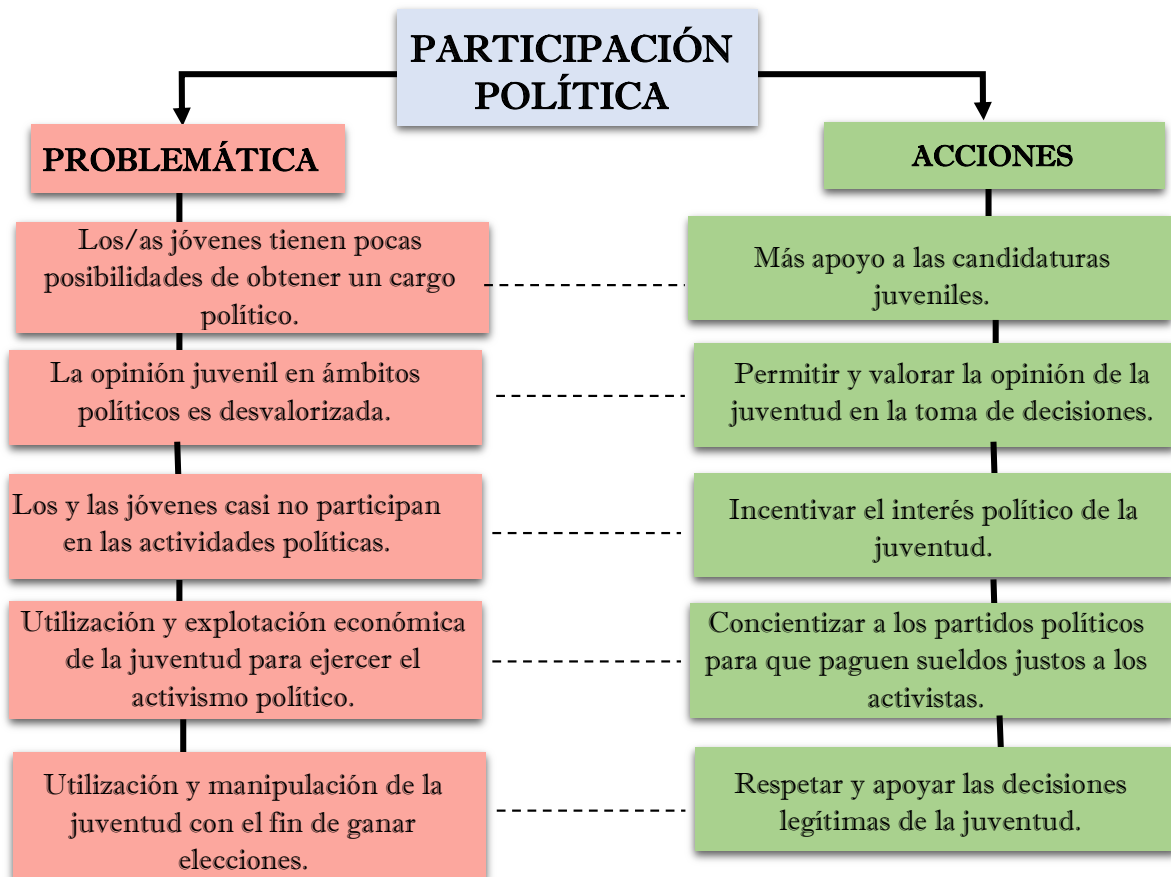 PARTICIPACIÓN
POLÍTICA
PROBLEMÁTICA
Los/as jóvenes tienen pocas
posibilidades de obtener un cargo
político.
La opinión juvenil en ámbitos
políticos es desvalorizada.
Los y las jóvenes casi no participan
en las actividades políticas.
Utilización y explotación económica
de la juventud para ejercer el
activismo político.
Utilización y manipulación de la
juventud con el fin de ganar
elecciones.
ACCIONES
Más apoyo a las candidaturas
juveniles.
Permitir y valorar la opinión de la
juventud en la toma de decisiones.
Incentivar el interés político de la
juventud.
Concientizar a los partidos políticos
para que paguen sueldos justos a los
activistas.
Respetar y apoyar las decisiones
legítimas de la juventud.